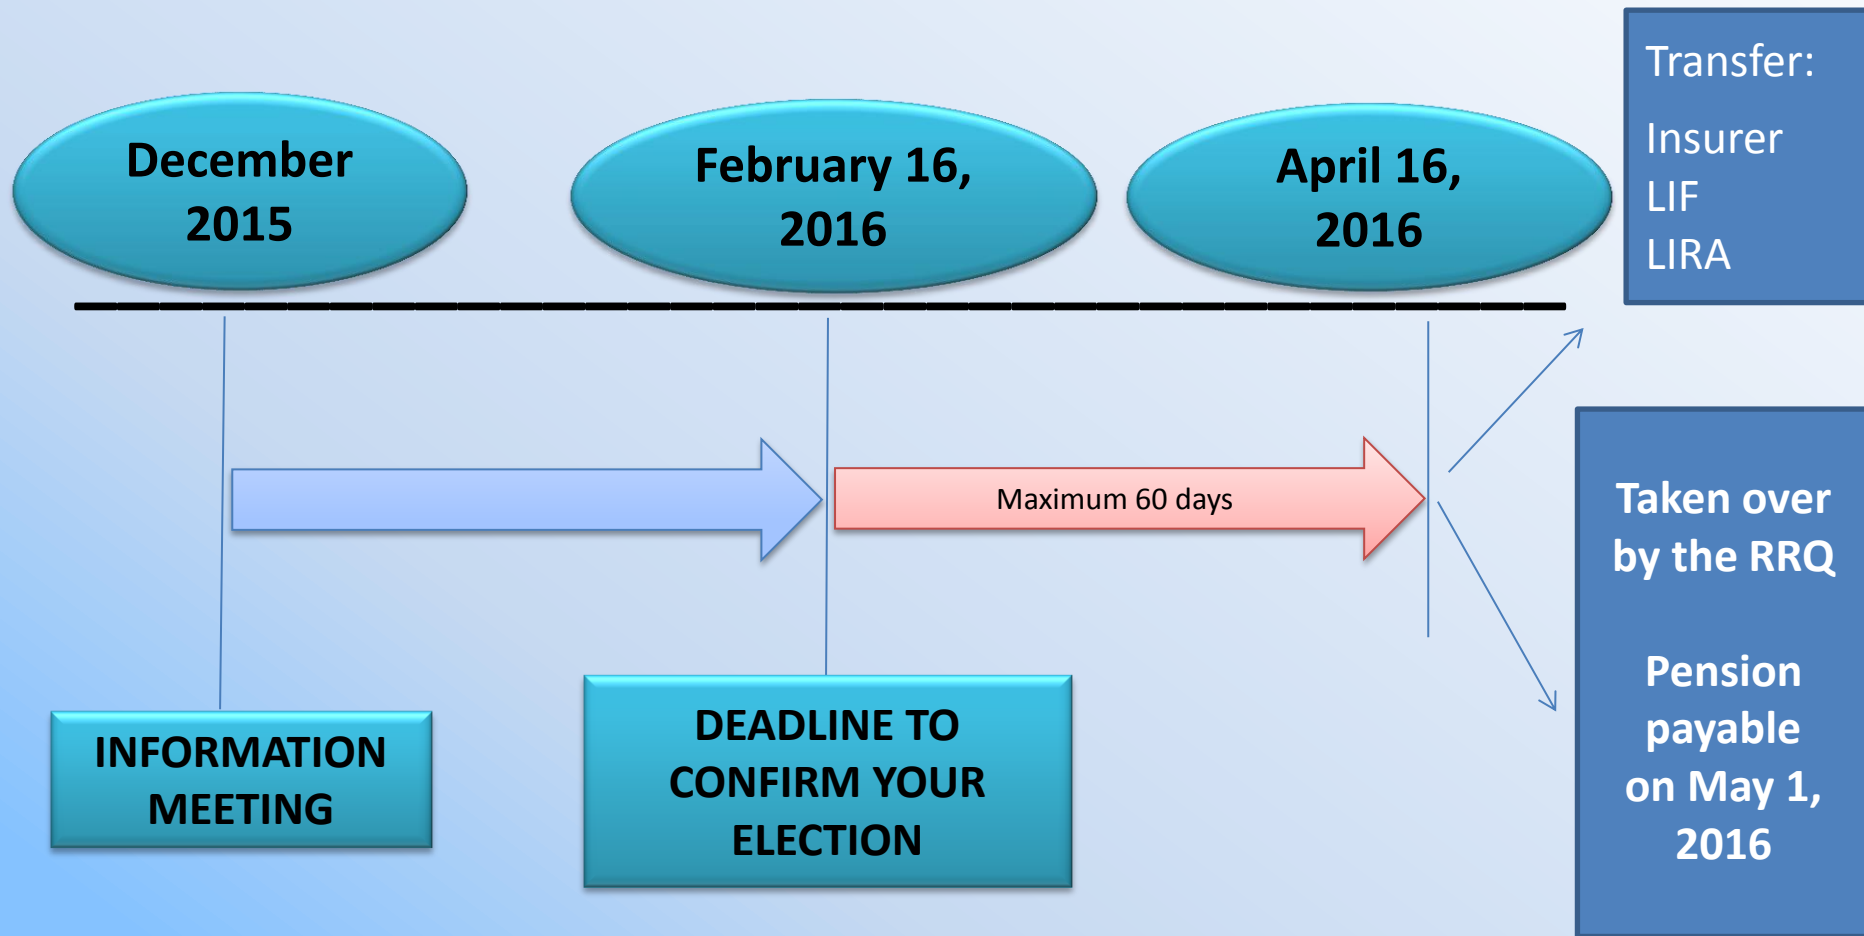 December
2015
February 16,
2016
April 16,
2016
Transfer:
Insurer
LIF
LIRA
Maximum 60 days
INFORMATION
MEETING
DEADLINE TO
CONFIRM YOUR
ELECTION
Taken over
by the RRQ
Pension
payable
on May 1,
2016